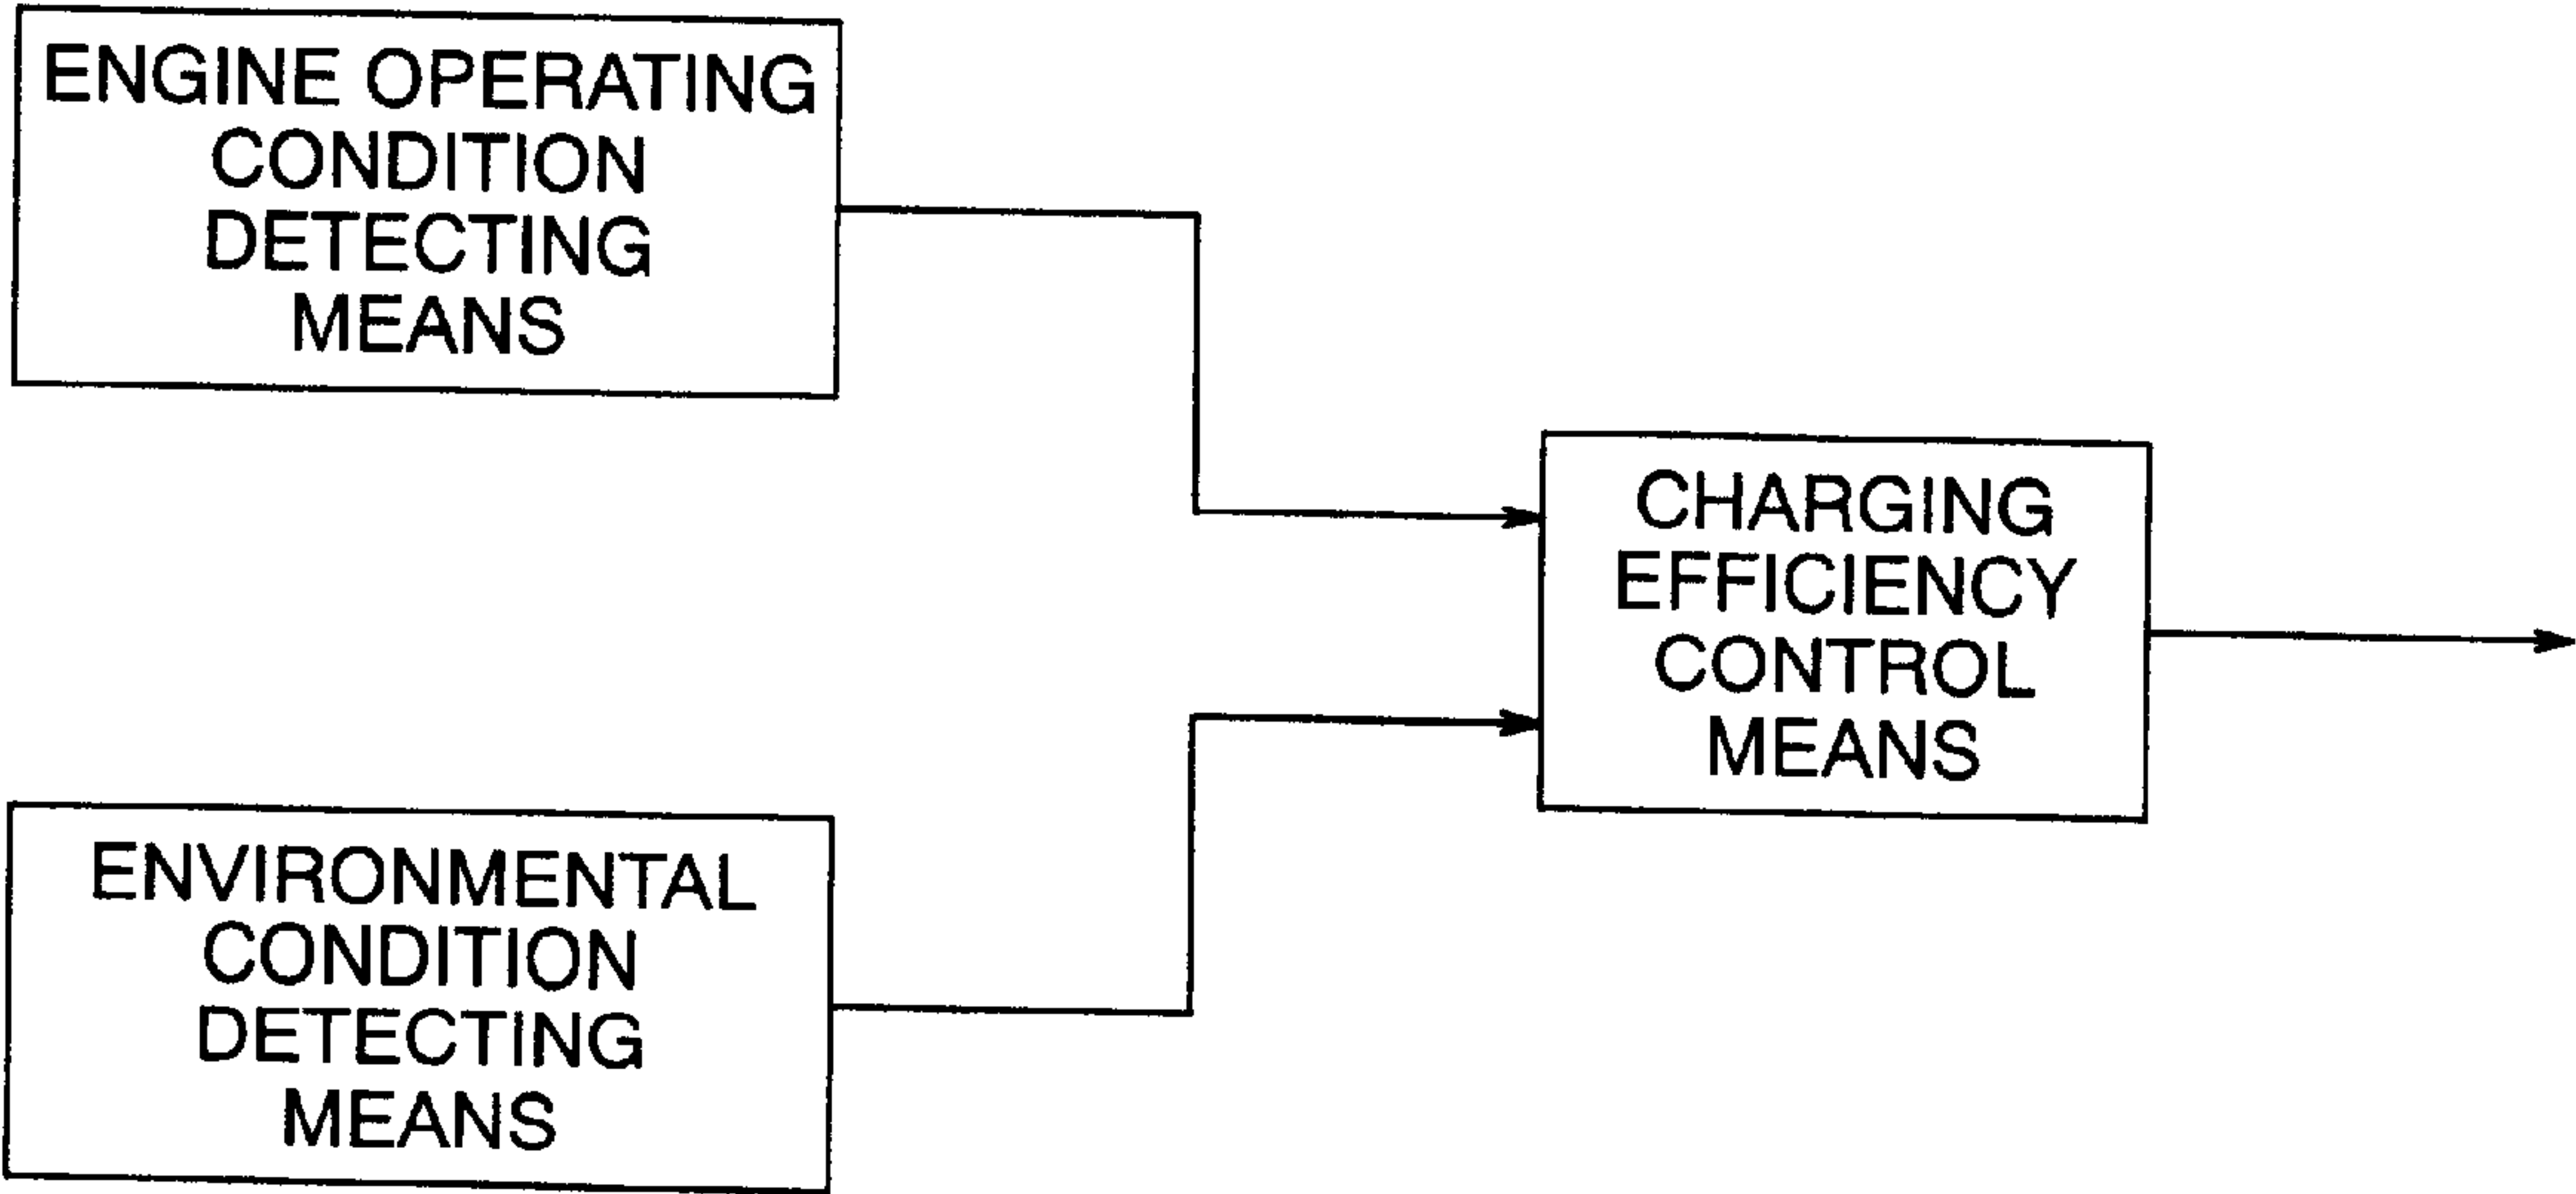 ENGINE OPERATING
CONDITION
DETECTING
MEANS
CHARGING
EFFICIENCY
CONTROL
MEANS
ENVIRONMENTAL
CONDITION
DETECTING
MEANS